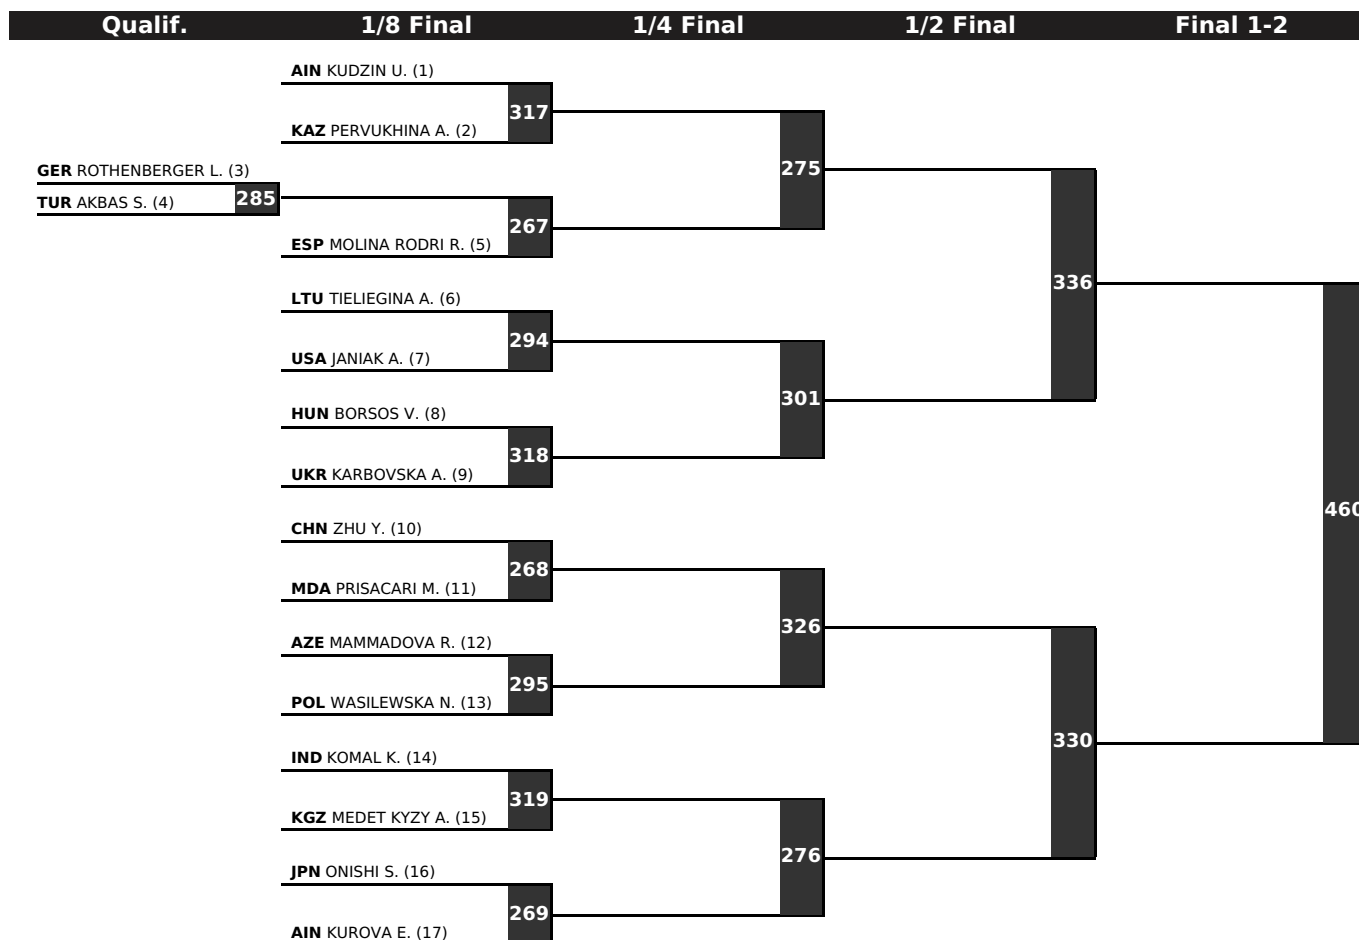 Qualif. 1/8 Final 1/4 Final 1/2 Final Final 1-2
AIN KUDZIN U. (1)
317
KAZ PERVUKHINA A. (2)
275
GER ROTHENBERGER L. (3)
285
TUR AKBAS S. (4)
267
ESP MOLINA RODRI R. (5)
336
LTU TIELIEGINA A. (6)
294
USA JANIAK A. (7)
301
HUN BORSOS V. (8)
318
UKR KARBOVSKA A. (9)
460
CHN ZHU Y. (10)
268
MDA PRISACARI M. (11)
326
AZE MAMMADOVA R. (12)
295
POL WASILEWSKA N. (13)
330
IND KOMAL K. (14)
319
KGZ MEDET KYZY A. (15)
276
JPN ONISHI S. (16)
269
AIN KUROVA E. (17)